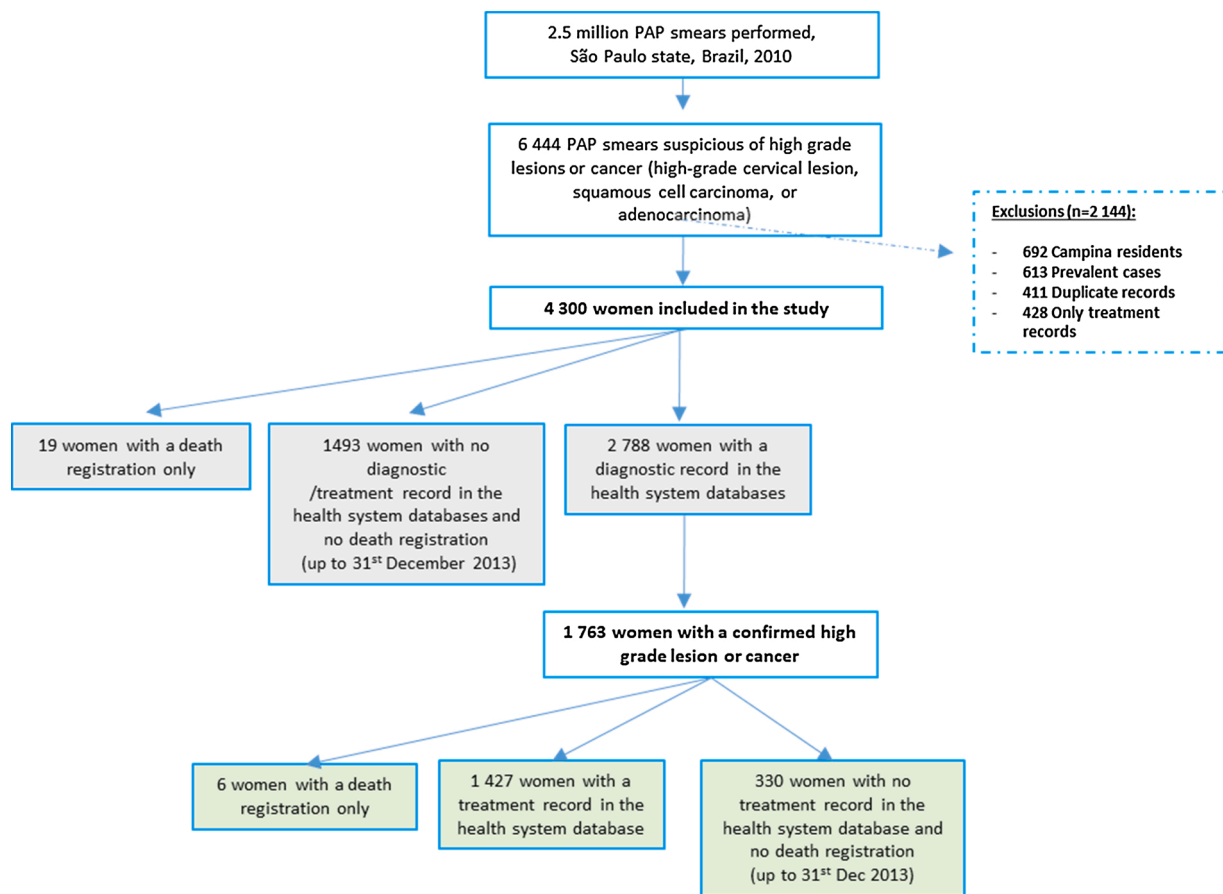 2.5 million PAP smears performed,
São Paulo state, Brazil, 2010
6 444 PAP smears suspicious of high grade
lesions or cancer (high-grade cervical lesion,
squamous cell carcinoma, or
adenocarcinoma)
Exclusions (n=2 144):
- 692 Campina residents
- 613 Prevalent cases
- 411 Duplicate records
- 428 Only treatment
records
4 300 women included in the study
19 women with a death
registration only
1493 women with no
diagnostic
/treatment record in the
health system databases and
no death registration
(up to 31st December 2013)
2 788 women with a
diagnostic record in the
health system databases
1 763 women with a confirmed high
grade lesion or cancer
6 women with a death
registration only
1 427 women with a
treatment record in the
health system database
330 women with no
treatment record in the
health system database and
no death registration
(up to 31st Dec 2013)